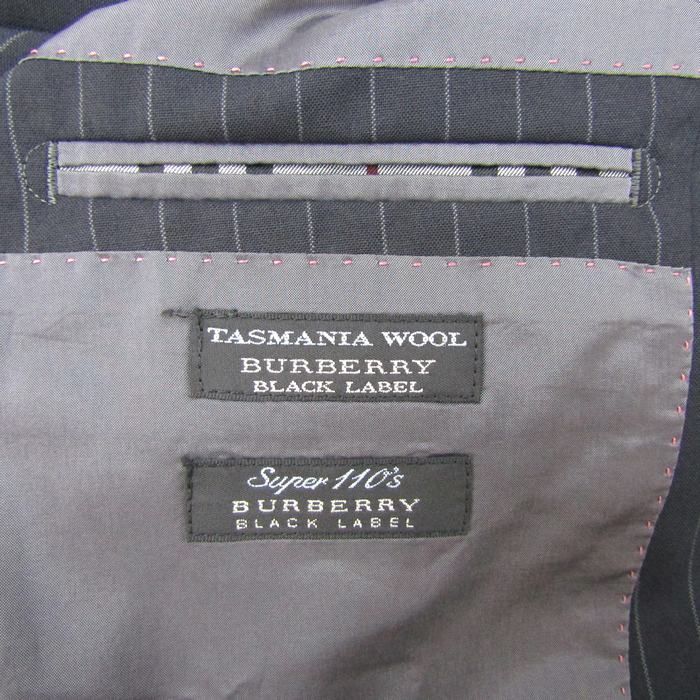 TASMANIA WOOL
BURBERRY
BLACK LABEL
Super 110's
BURBERRY
BLACK LABEL